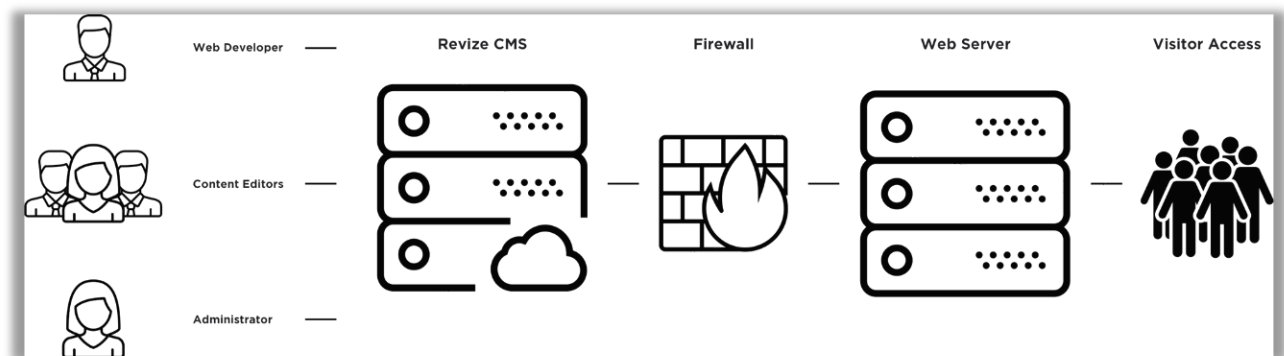 Web Developer
Revize CMS
Firewall
Web Server
Visitor Access
Content Editors
Administrator